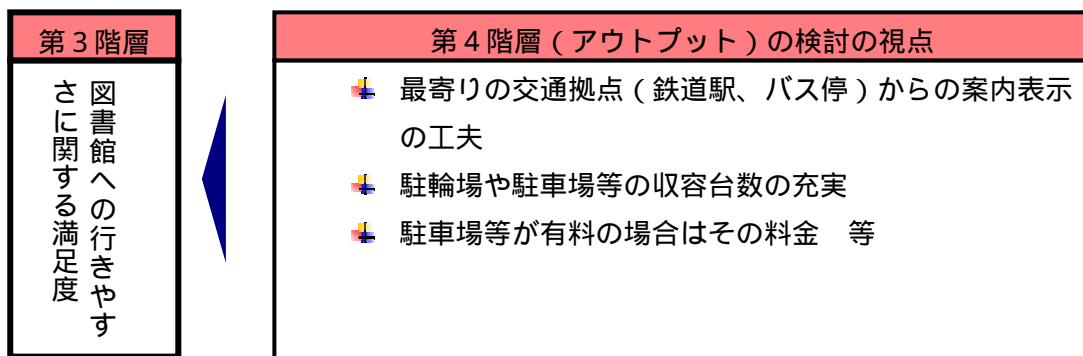 第３階層
図書館への行きやす
さに関する満足度
第４階層（アウトプット）の検討の視点
最寄りの交通拠点（鉄道駅、バス停）からの案内表示
の工夫
駐輪場や駐車場等の収容台数の充実
駐車場等が有料の場合はその料金　等